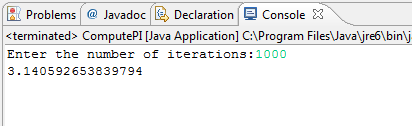 Problems @ Javadoc Declaration Console
<terminated> ComputePI [Java Application] C:\Program Files\Java\jre6\bin\j
Enter the number of iterations:1000
3.140592653839794